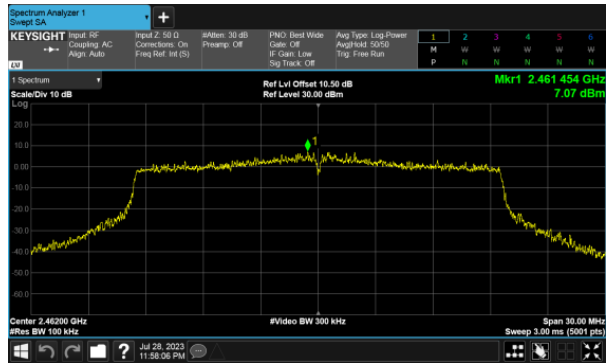 Spectrum Analyzer 1
Swept SA
+
KEYSIGHT
Input: RF
Coupling: AC
Align: Auto
Input Z: 50 Ω
Corrections: On
Freq Ref: Int (S)
#Atten: 30 dB
Preamp: Off
PNO: Best Wide
Gate: Off
IF Gain: Low
Sig Track: Off
Avg Type: Log-Power
Avg|Hold: 50/50
Trig: Free Run
1 2 3 4 5 6
M W W W W W
P N N N N N
1 Spectrum
Scale/Div 10 dB
Ref Lvl Offset 10.50 dB
Ref Level 30.00 dBm
Mkr1 2.461 454 GHz
7.07 dBm
Log
20.0
10.0
0.00
-10.0
-20.0
-30.0
-40.0
-50.0
-60.0
1
Center 2.46200 GHz
#Res BW 100 kHz
#Video BW 300 kHz
Span 30.00 MHz
Sweep 3.00 ms (5001 pts)
?
Jul 28, 2023
11:58:06 PM